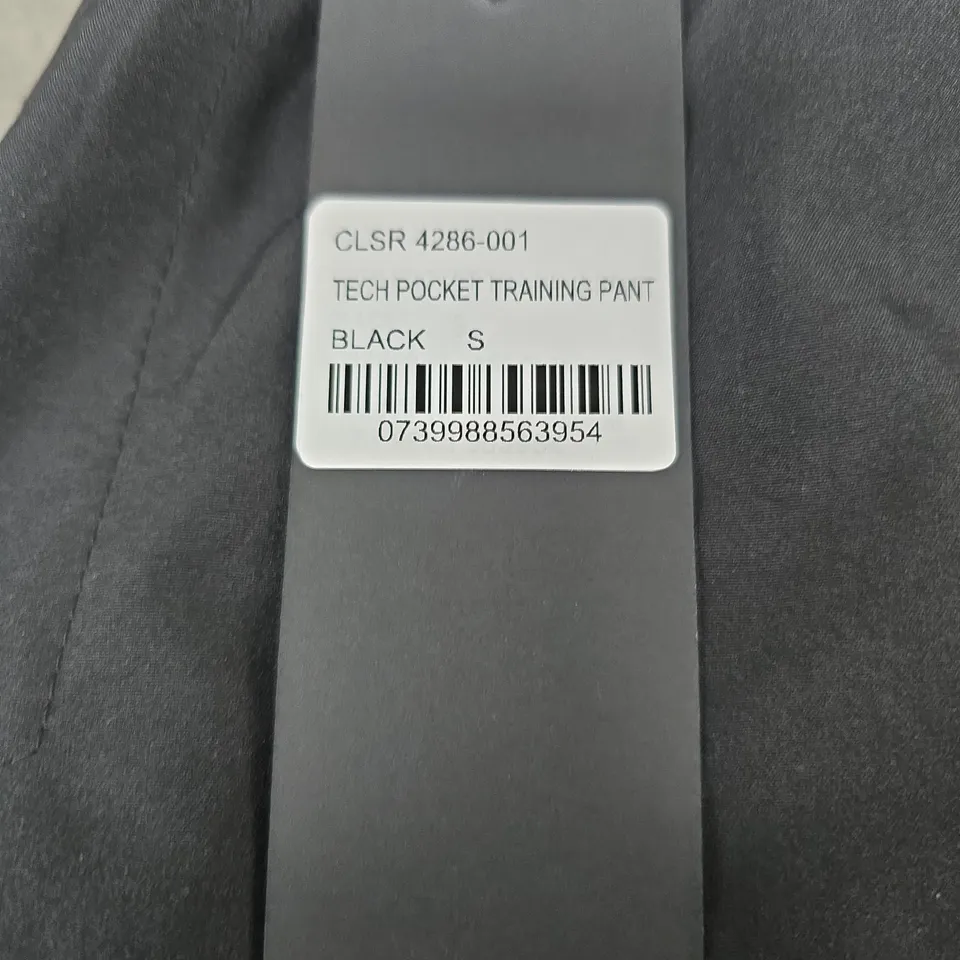 CLSR 4286-001
TECH POCKET TRAINING PANT
BLACK S
0739988563954